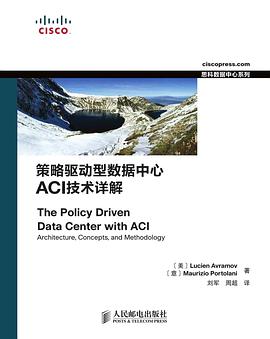 CISCO
ciscopress.com
思科数据中心系列
策略驱动型数据中心
ACI技术详解
The Policy Driven
Data Center with ACI
Architecture, Concepts, and Methodology
[美] Lucien Avramov
[意] Maurizio Portolani 著
刘军 周超 译
人民邮电出版社
POSTS & TELECOM PRESS